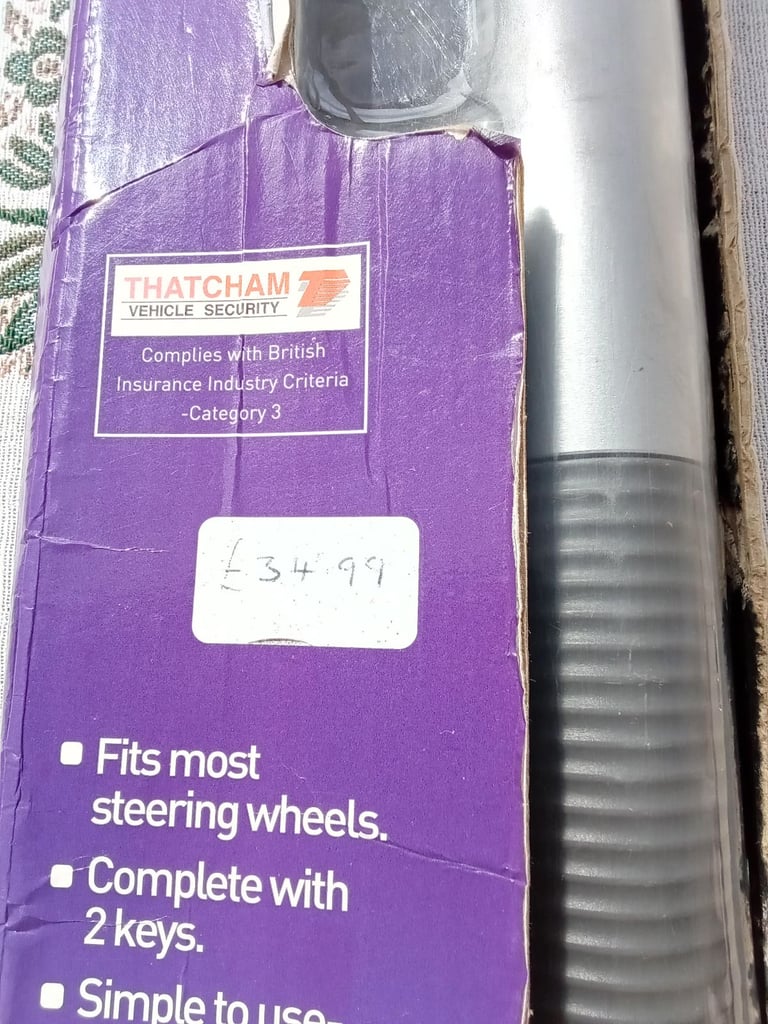 THATCHAM
VEHICLE SECURITY
Complies with British
Insurance Industry Criteria
-Category 3
£34.99
Fits most
steering wheels.
Complete with
2 keys.
Simple to use-